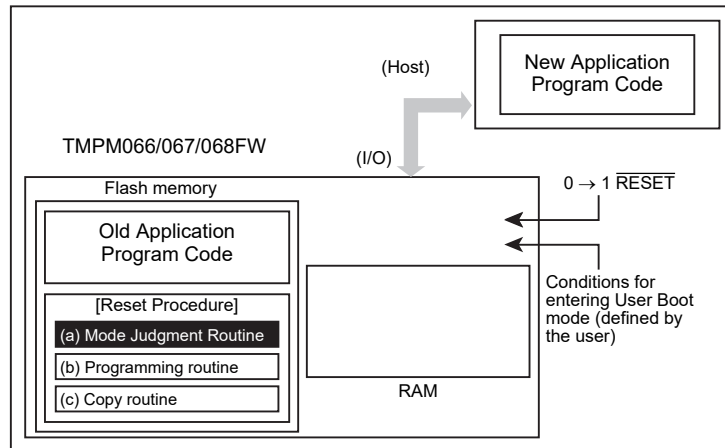 New Application
Program Code
(Host)
TMPM066/067/068FW
(I/O)
0 → 1 RESET
Flash memory
Old Application
Program Code
[Reset Procedure]
(a) Mode Judgment Routine
(b) Programming routine
(c) Copy routine
RAM
Conditions for
entering User Boot
mode (defined by
the user)